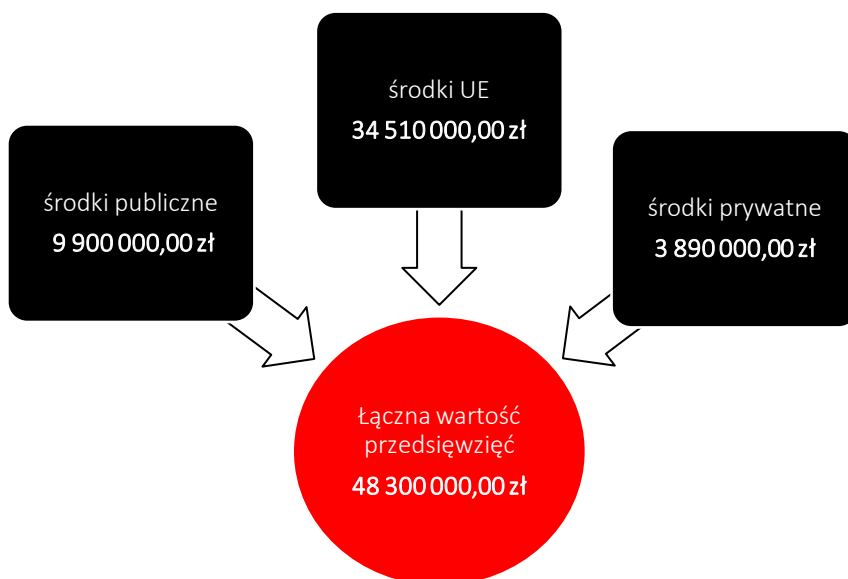 środki UE
34 510 000,00 zł
środki publiczne
9 900 000,00 zł
środki prywatne
3 890 000,00 zł
Łączna wartość
przedsięwzięć
48 300 000,00 zł